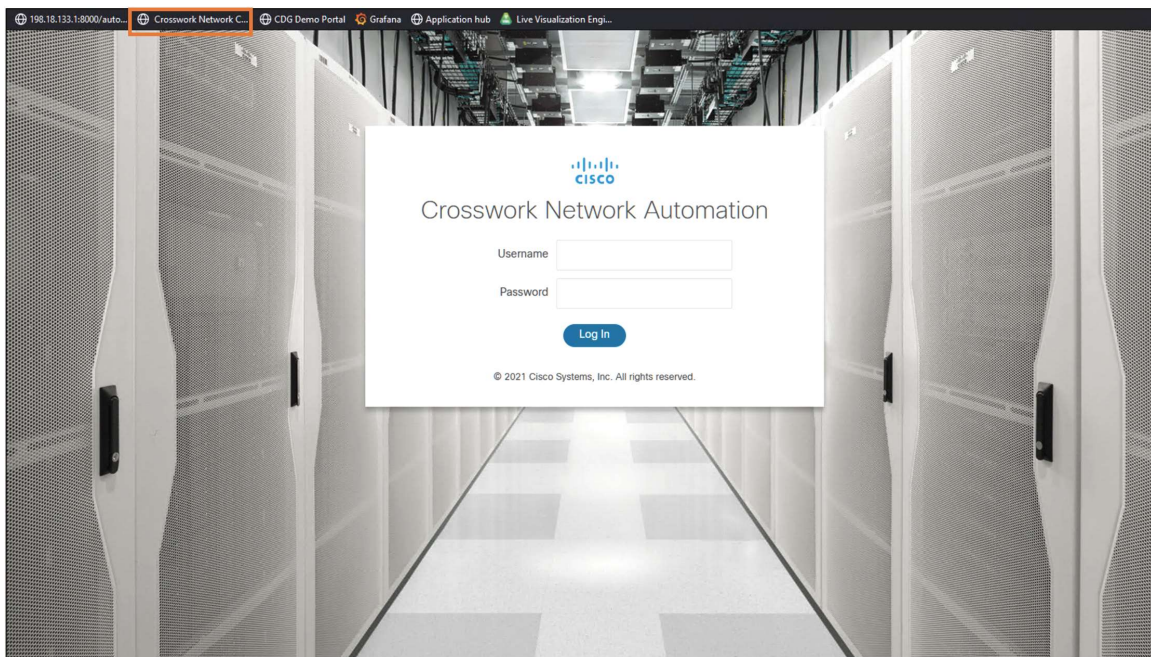 198.18.133.1:8000/auto... Crosswork Network C... CDG Demo Portal Grafana Application hub Live Visualization Engi...
CISCO
Crosswork Network Automation
Username
Password
Log In
© 2021 Cisco Systems, Inc. All rights reserved.